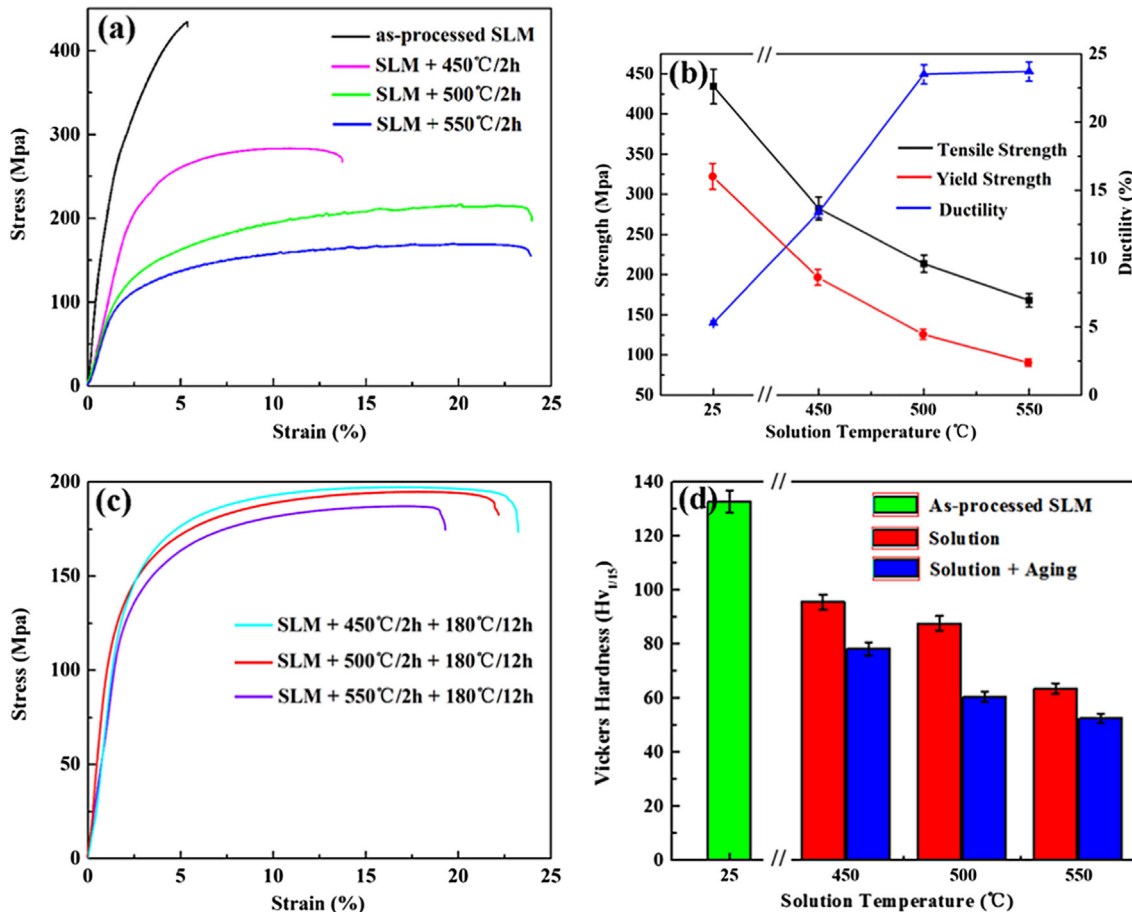 (a)
as-processed SLM
SLM + 450℃/2h
SLM + 500℃/2h
SLM + 550℃/2h
400
300
200
100
0
Stress (Mpa)
0 5 10 15 20 25
Strain (%)
(b)
Tensile Strength
Yield Strength
Ductility
450
400
350
300
250
200
150
100
50
Strength (Mpa)
25
20
15
10
5
0
Ductility (%)
//
//
25 450 500 550
Solution Temperature (℃)
(c)
SLM + 450℃/2h + 180℃/12h
SLM + 500℃/2h + 180℃/12h
SLM + 550℃/2h + 180℃/12h
200
150
100
50
0
Stress (Mpa)
0 5 10 15 20 25
Strain (%)
(d)
As-processed SLM
Solution
Solution + Aging
140
120
100
80
60
40
20
0
Vickers Hardness (Hv1/15)
//
//
25 450 500 550
Solution Temperature (℃)